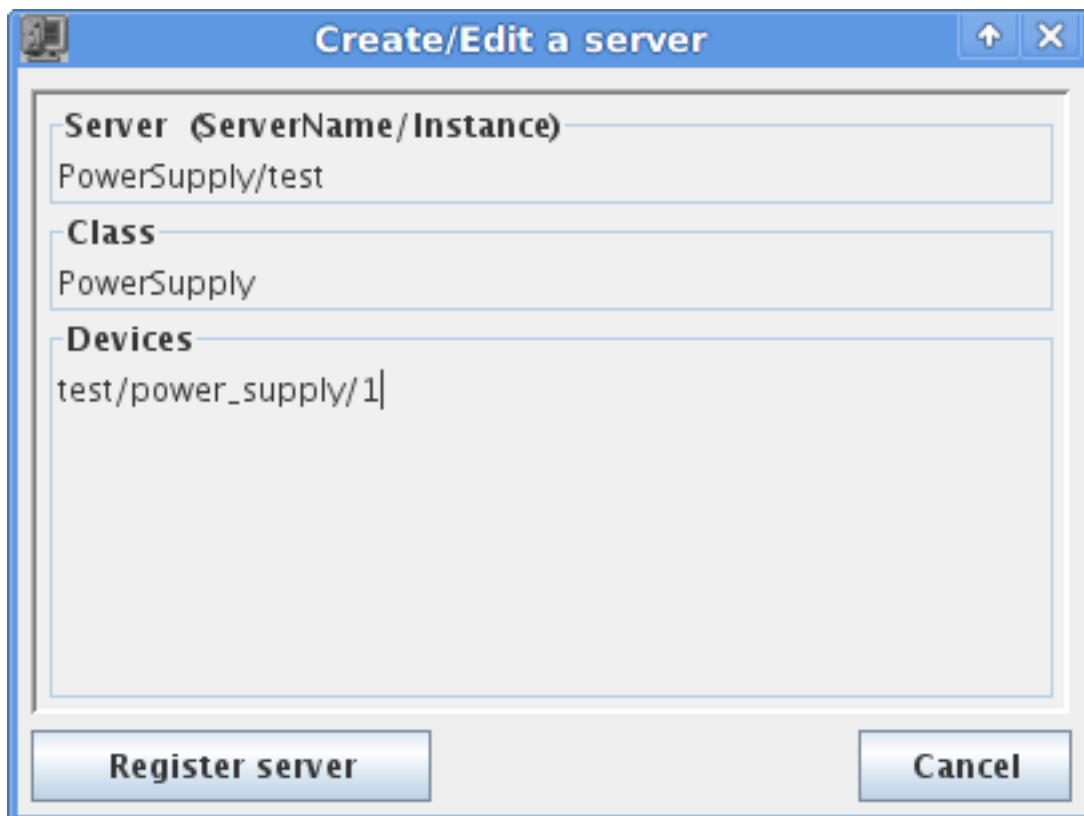 Create/Edit a server
Server (ServerName/Instance)
PowerSupply/test
Class
PowerSupply
Devices
test/power_supply/1
Register server
Cancel